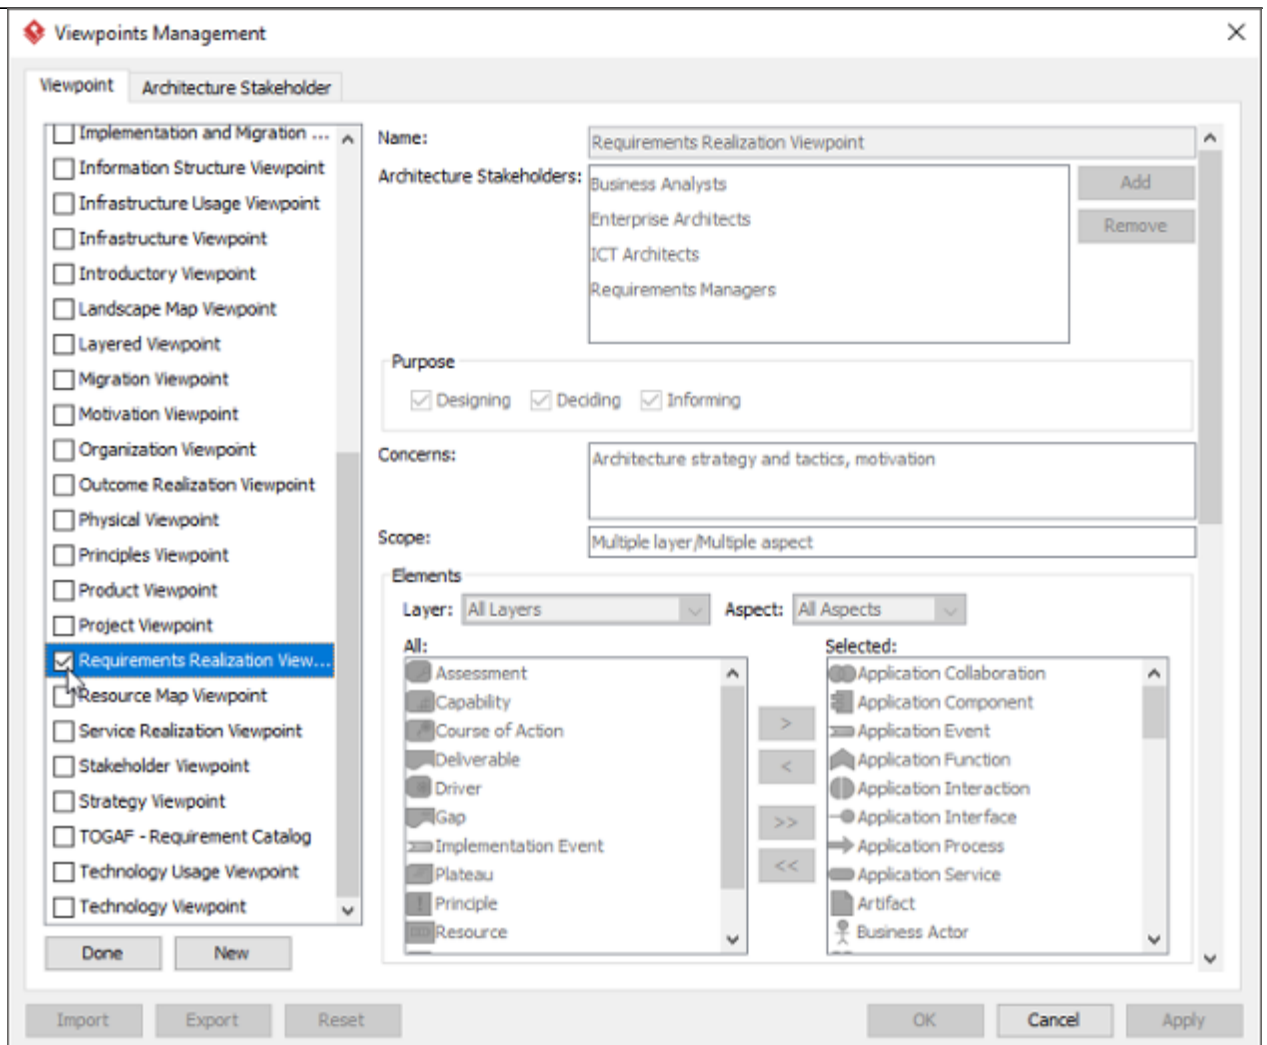 Viewpoints Management
Viewpoint
Architecture Stakeholder
Implementation and Migration ...
Information Structure Viewpoint
Infrastructure Usage Viewpoint
Infrastructure Viewpoint
Introductory Viewpoint
Landscape Map Viewpoint
Layered Viewpoint
Migration Viewpoint
Motivation Viewpoint
Organization Viewpoint
Outcome Realization Viewpoint
Physical Viewpoint
Principles Viewpoint
Product Viewpoint
Project Viewpoint
Requirements Realization View...
Resource Map Viewpoint
Service Realization Viewpoint
Stakeholder Viewpoint
Strategy Viewpoint
TOGAF - Requirement Catalog
Technology Usage Viewpoint
Technology Viewpoint
Done
New
Name:
Requirements Realization Viewpoint
Architecture Stakeholders:
Business Analysts
Enterprise Architects
ICT Architects
Requirements Managers
Add
Remove
Purpose
Designing
Deciding
Informing
Concerns:
Architecture strategy and tactics, motivation
Scope:
Multiple layer/Multiple aspect
Elements
Layer:
All Layers
Aspect:
All Aspects
All:
Assessment
Capability
Course of Action
Deliverable
Driver
Gap
Implementation Event
Plateau
Principle
Resource
>
<
>>
<<
Selected:
Application Collaboration
Application Component
Application Event
Application Function
Application Interaction
Application Interface
Application Process
Application Service
Artifact
Business Actor
Import
Export
Reset
OK
Cancel
Apply